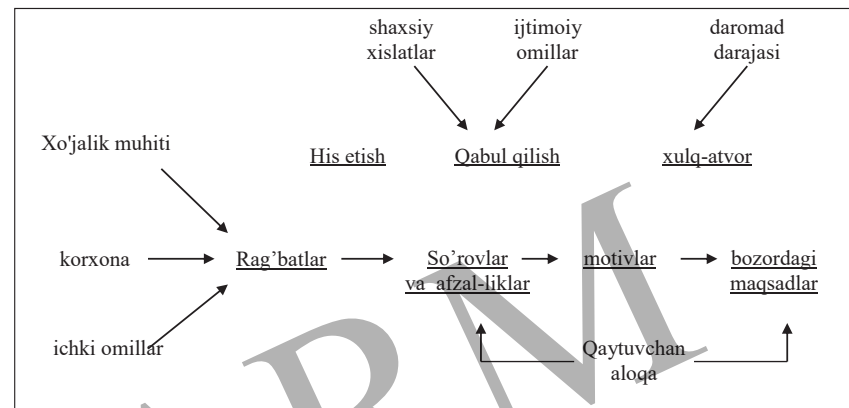 shaxsiy
xislatlar
ijtimoiy
omillar
daromad
darajasi
Xo'jalik muhiti
His etish
Qabul qilish
xulq-atvor
korxona
Rag’batlar
So’rovlar
va afzal-liklar
motivlar
bozordagi
maqsadlar
ichki omillar
Qaytuvchan
aloqa